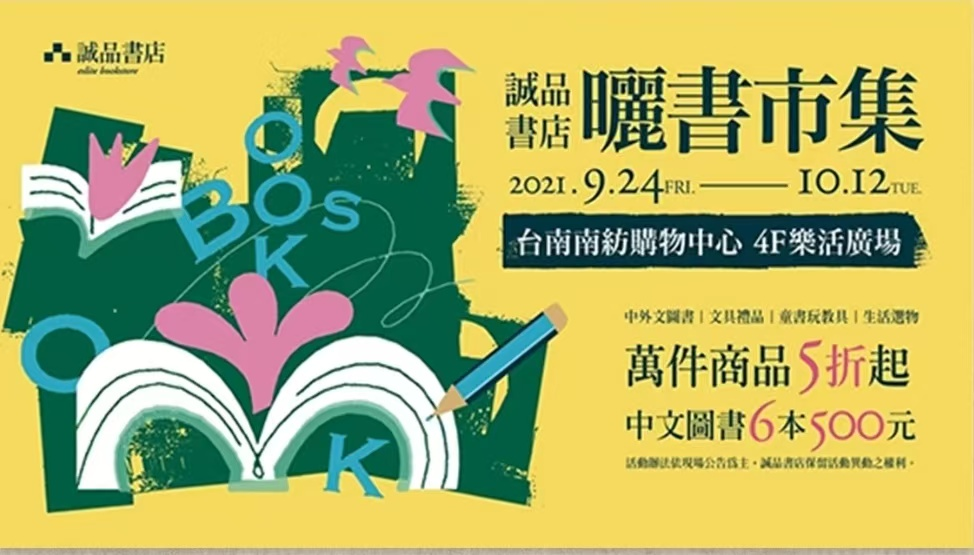 誠品書店
eslite bookstore
BOOKS
BOOK
誠品
書店
曬書市集
2021.9.24FRI.——10.12TUE.
台南南紡購物中心 4F樂活廣場
中外文圖書|文具禮品|童書玩教具|生活選物
萬件商品5折起
中文圖書6本500元
活動辦法依現場公告為主,誠品書店保留活動異動之權利。